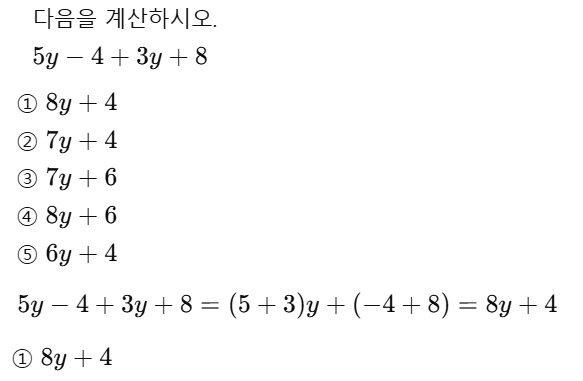 다음을 계산하시오.
5y − 4 + 3y + 8
① 8y + 4
② 7y + 4
③ 7y + 6
④ 8y + 6
⑤ 6y + 4
5y − 4 + 3y + 8 = (5 + 3)y + (−4 + 8) = 8y + 4
① 8y + 4